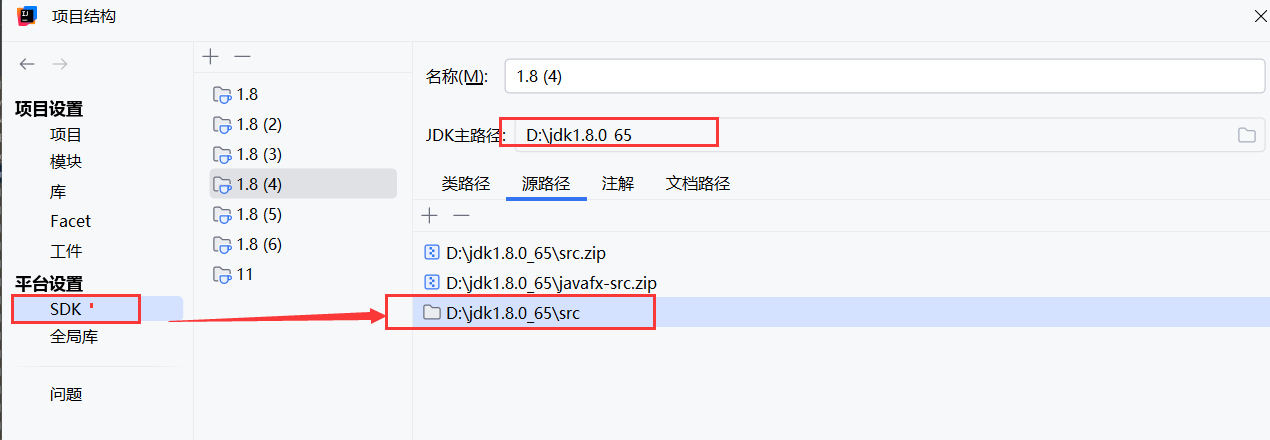 项目结构
项目设置
项目
模块
库
Facet
工件
平台设置
SDK
全局库
问题
1.8
1.8 (2)
1.8 (3)
1.8 (4)
1.8 (5)
1.8 (6)
11
名称(M): 1.8 (4)
JDK主路径: D:\jdk1.8.0_65
类路径 源路径 注解 文档路径
D:\jdk1.8.0_65\src.zip
D:\jdk1.8.0_65\javafx-src.zip
D:\jdk1.8.0_65\src